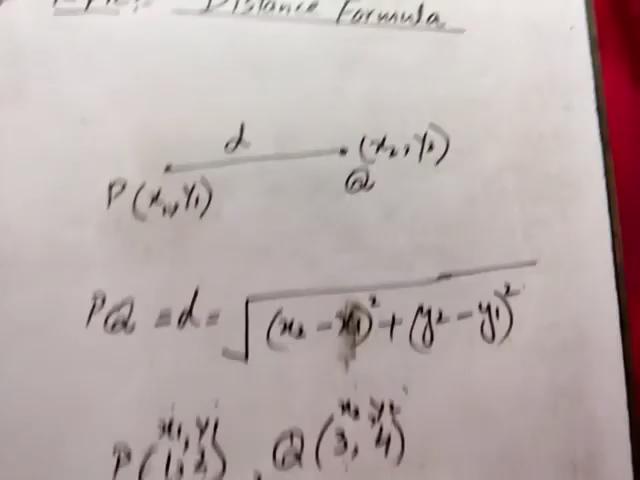 Distance Formula
d
P(x₁, y₁) Q (x₂, y₂)
PQ = d = √((x₂ - x₁)² + (y₂ - y₁)²)
x₁, y₁ x₂, y₂
P(1, 2), Q(3, 4)